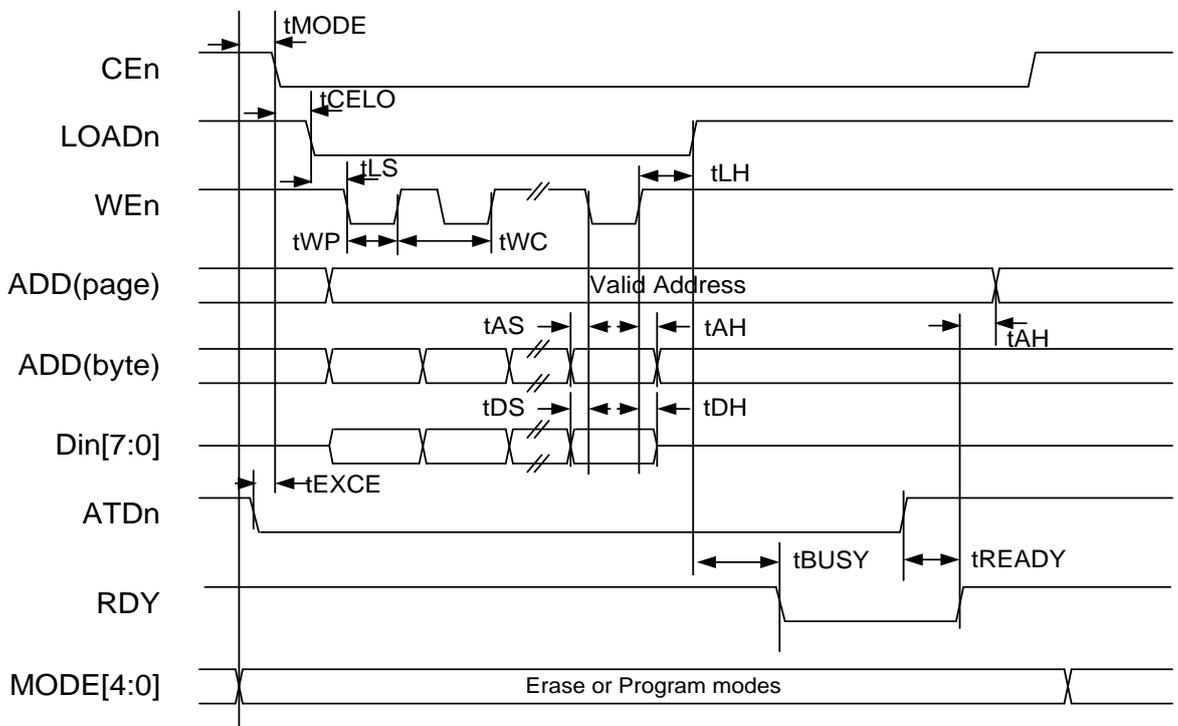 tMODE
CEn
tCELO
LOADn
tLS
tLH
WEn
tWP
tWC
ADD(page)
Valid Address
tAS
tAH
tAH
ADD(byte)
tDS
tDH
Din[7:0]
tEXCE
ATDn
tBUSY
tREADY
RDY
MODE[4:0]
Erase or Program modes